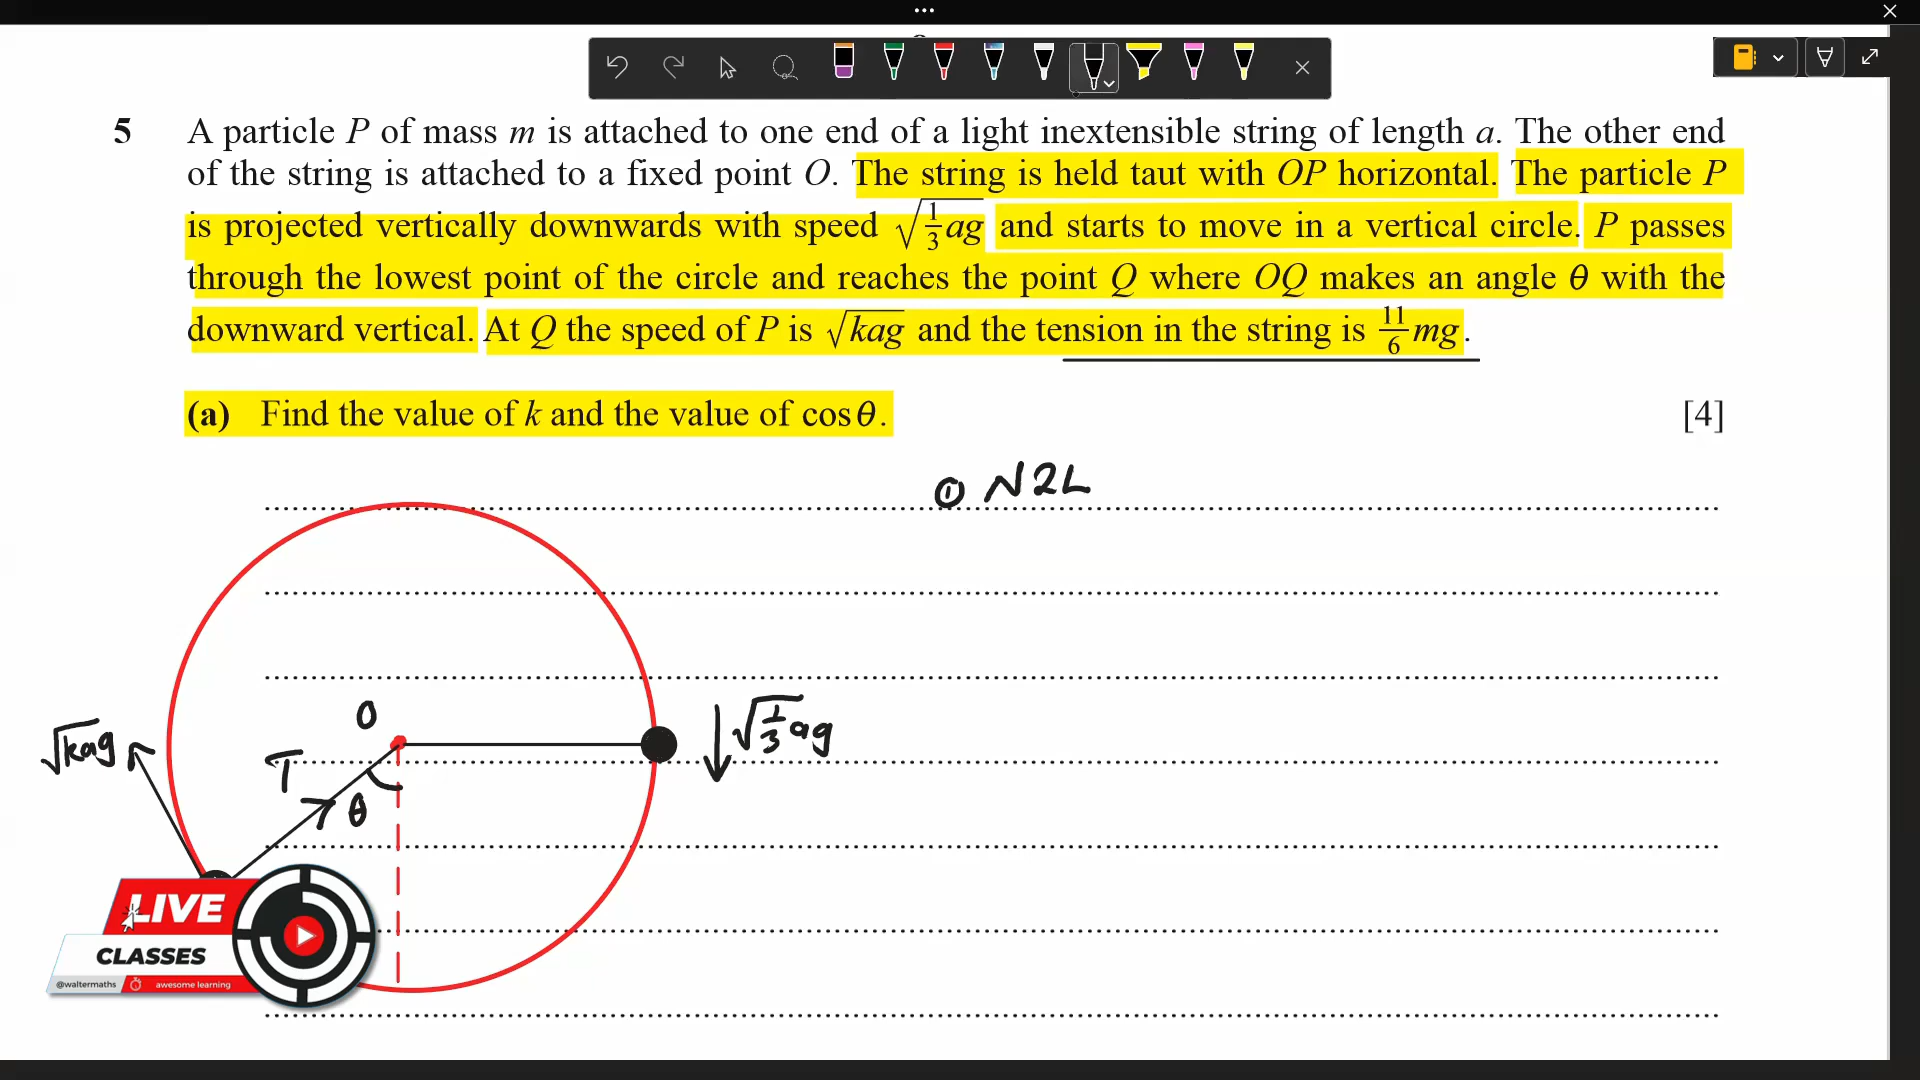 5 A particle P of mass m is attached to one end of a light inextensible string of length a. The other end
of the string is attached to a fixed point O. The string is held taut with OP horizontal. The particle P
is projected vertically downwards with speed √(1/3 ag) and starts to move in a vertical circle. P passes
through the lowest point of the circle and reaches the point Q where OQ makes an angle θ with the
downward vertical. At Q the speed of P is √kag and the tension in the string is 11/6 mg.
(a) Find the value of k and the value of cos θ. [4]
① N2L
O
√(1/3 ag)
√kag
T
θ
LIVE
CLASSES
@waltermaths awesome learning